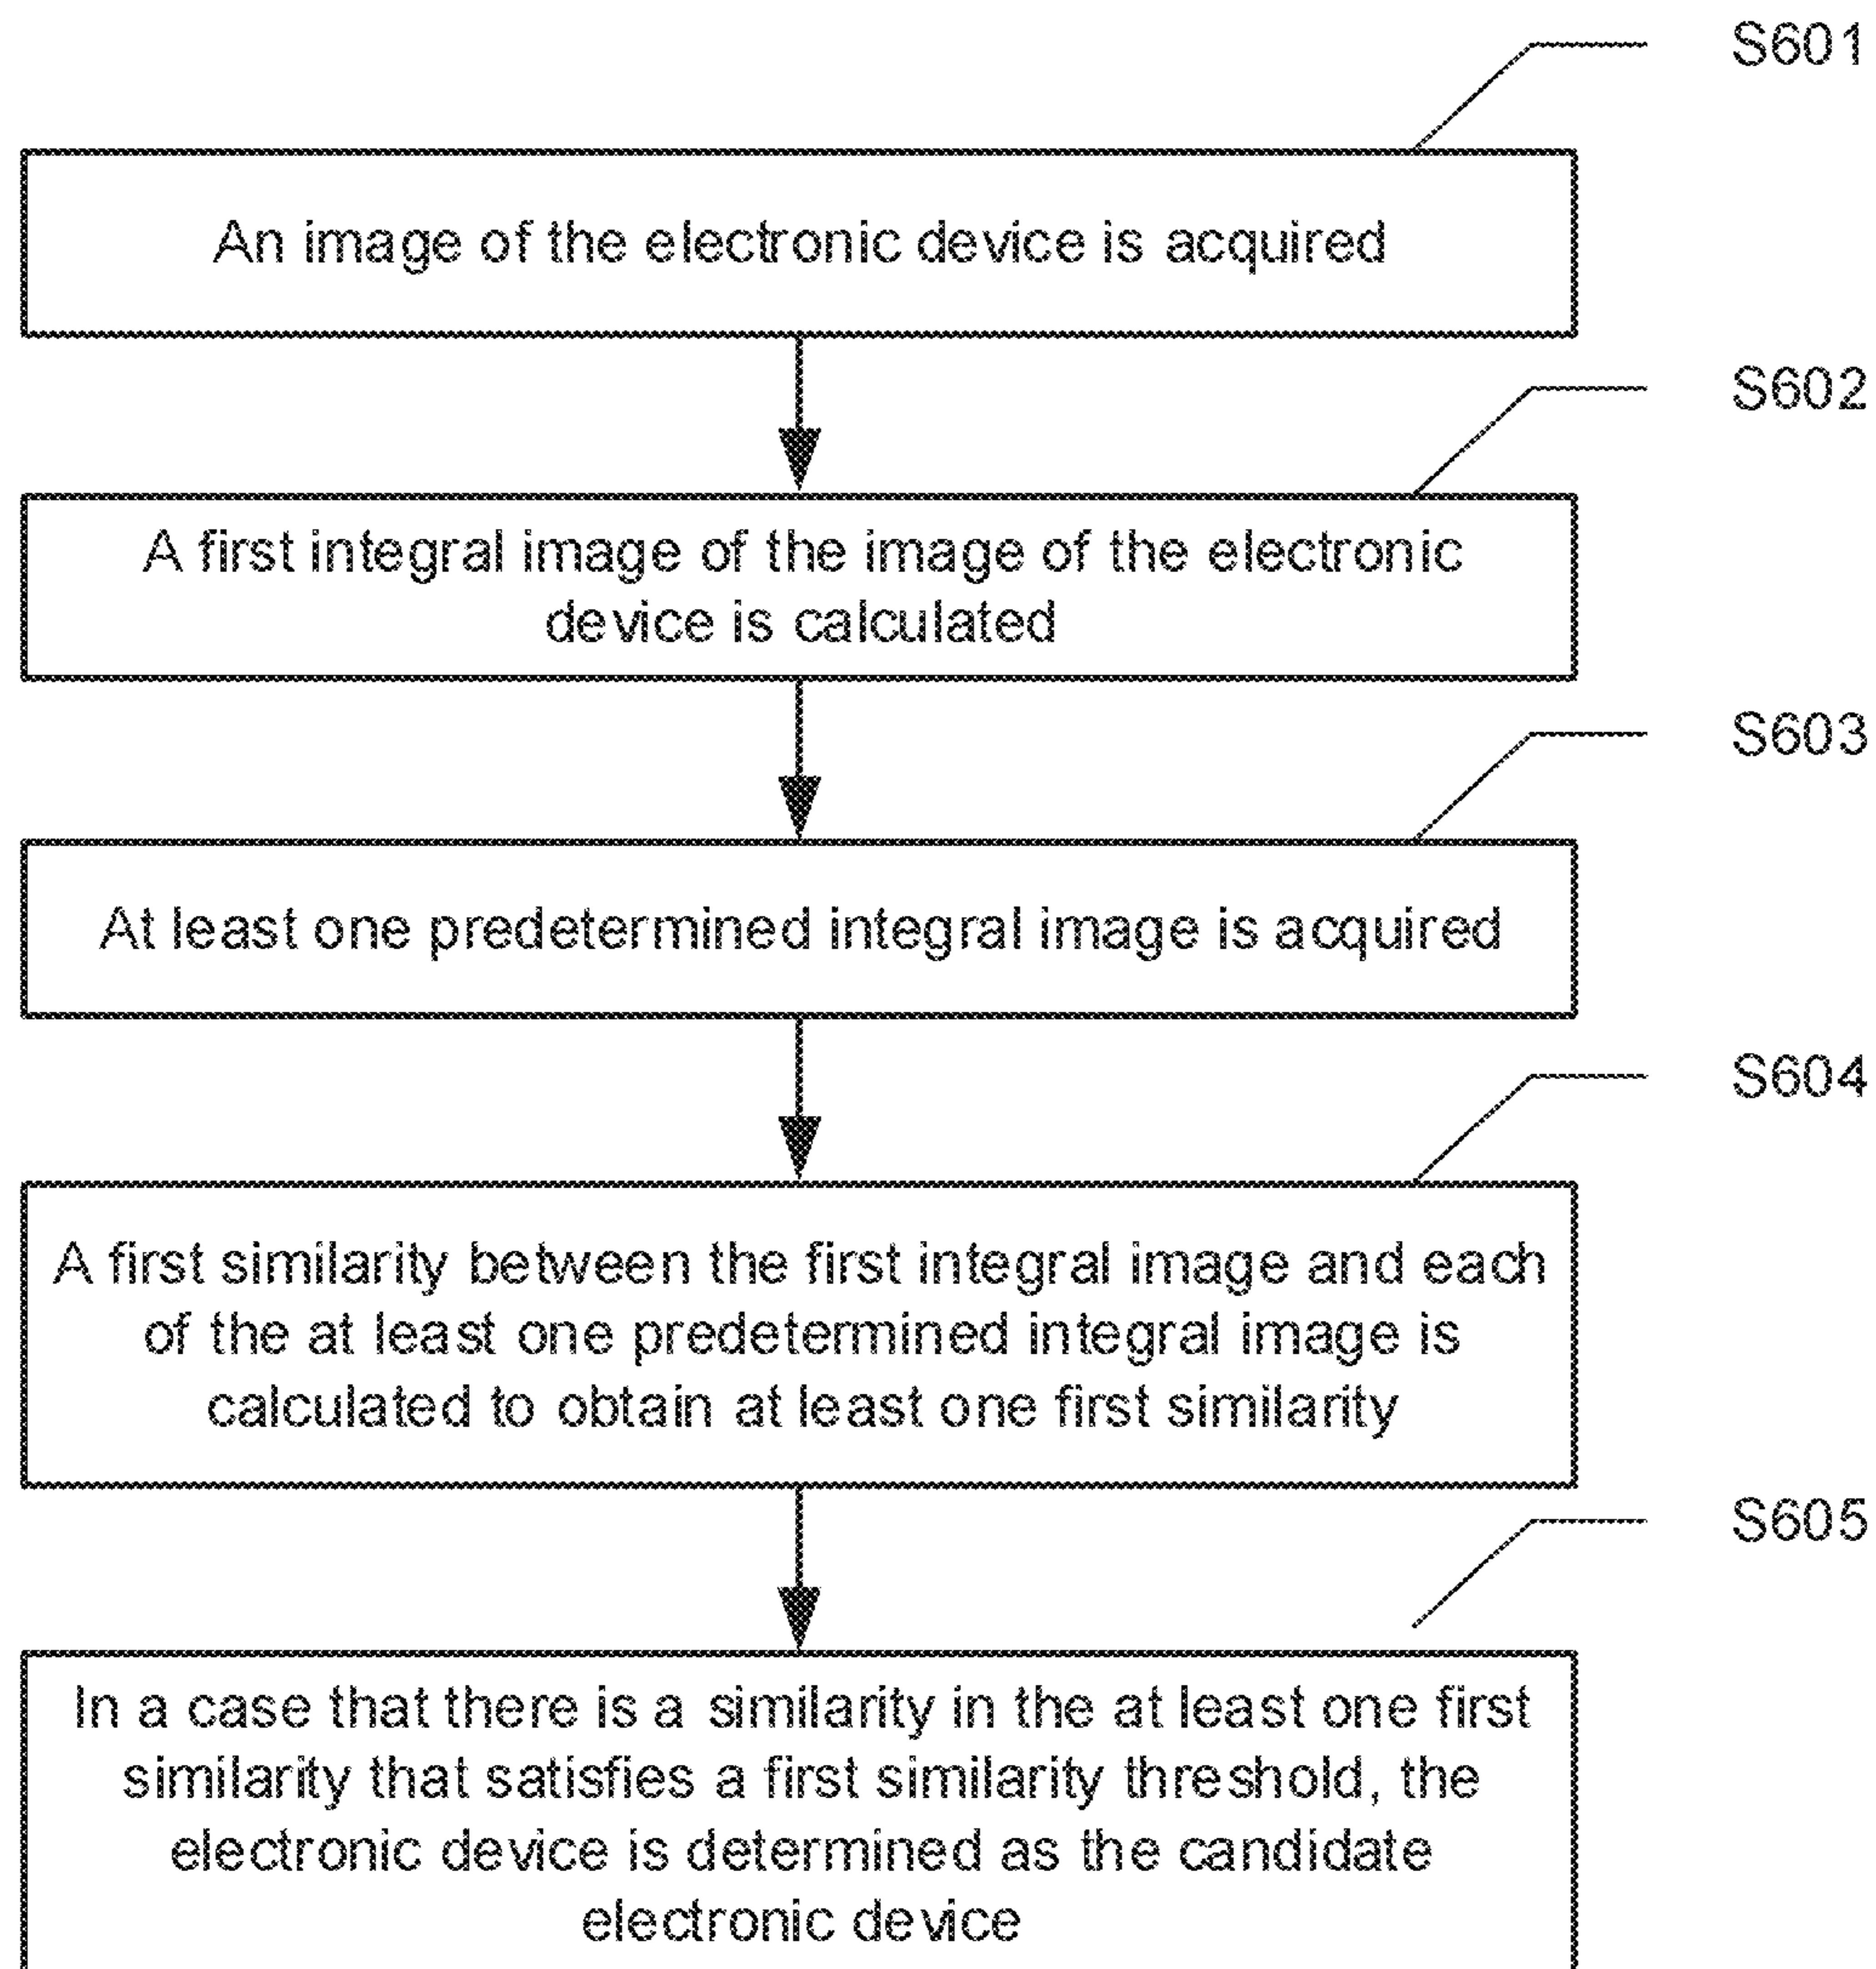 S601
An image of the electronic device is acquired
S602
A first integral image of the image of the electronic
device is calculated
S603
At least one predetermined integral image is acquired
S604
A first similarity between the first integral image and each
of the at least one predetermined integral image is
calculated to obtain at least one first similarity
S605
In a case that there is a similarity in the at least one first
similarity that satisfies a first similarity threshold, the
electronic device is determined as the candidate
electronic device